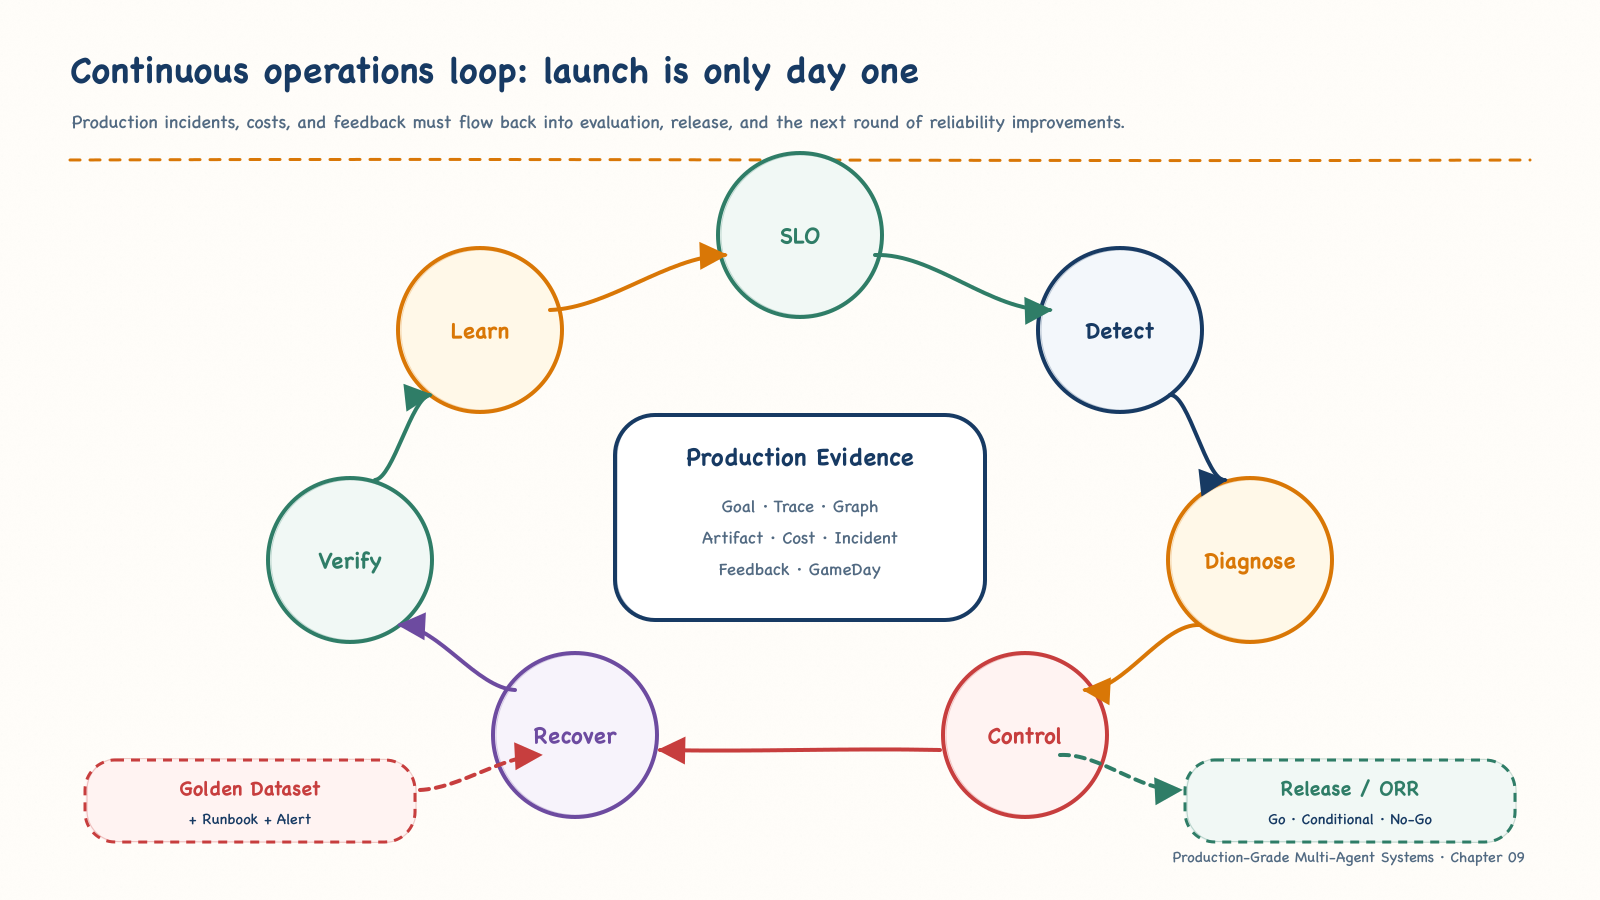 Continuous operations loop: launch is only day one
Production incidents, costs, and feedback must flow back into evaluation, release, and the next round of reliability improvements.
SLO
Learn
Detect
Production Evidence
Goal · Trace · Graph
Artifact · Cost · Incident
Feedback · GameDay
Verify
Diagnose
Recover
Control
Golden Dataset
+ Runbook + Alert
Release / ORR
Go · Conditional · No-Go
Production-Grade Multi-Agent Systems · Chapter 09